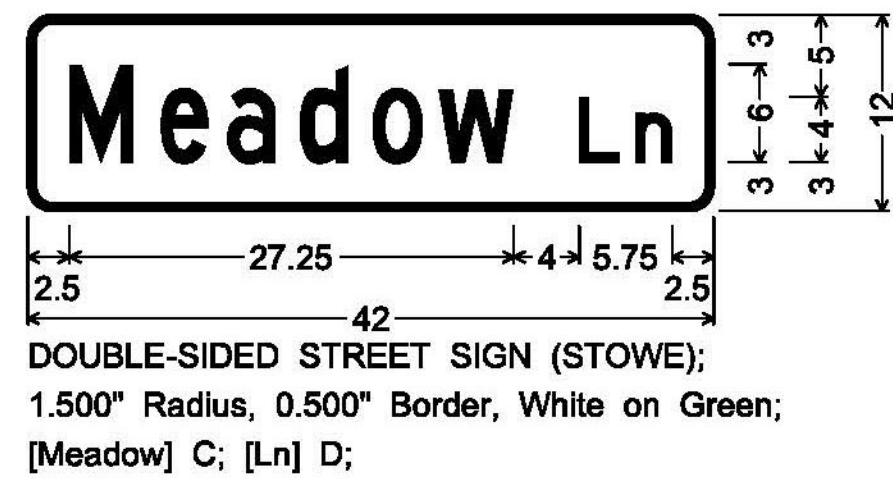 Meadow Ln
3 5
6 4 12
3 3
27.25 4 5.75
2.5 2.5
42
DOUBLE-SIDED STREET SIGN (STOWE);
1.500" Radius, 0.500" Border, White on Green;
[Meadow] C; [Ln] D;